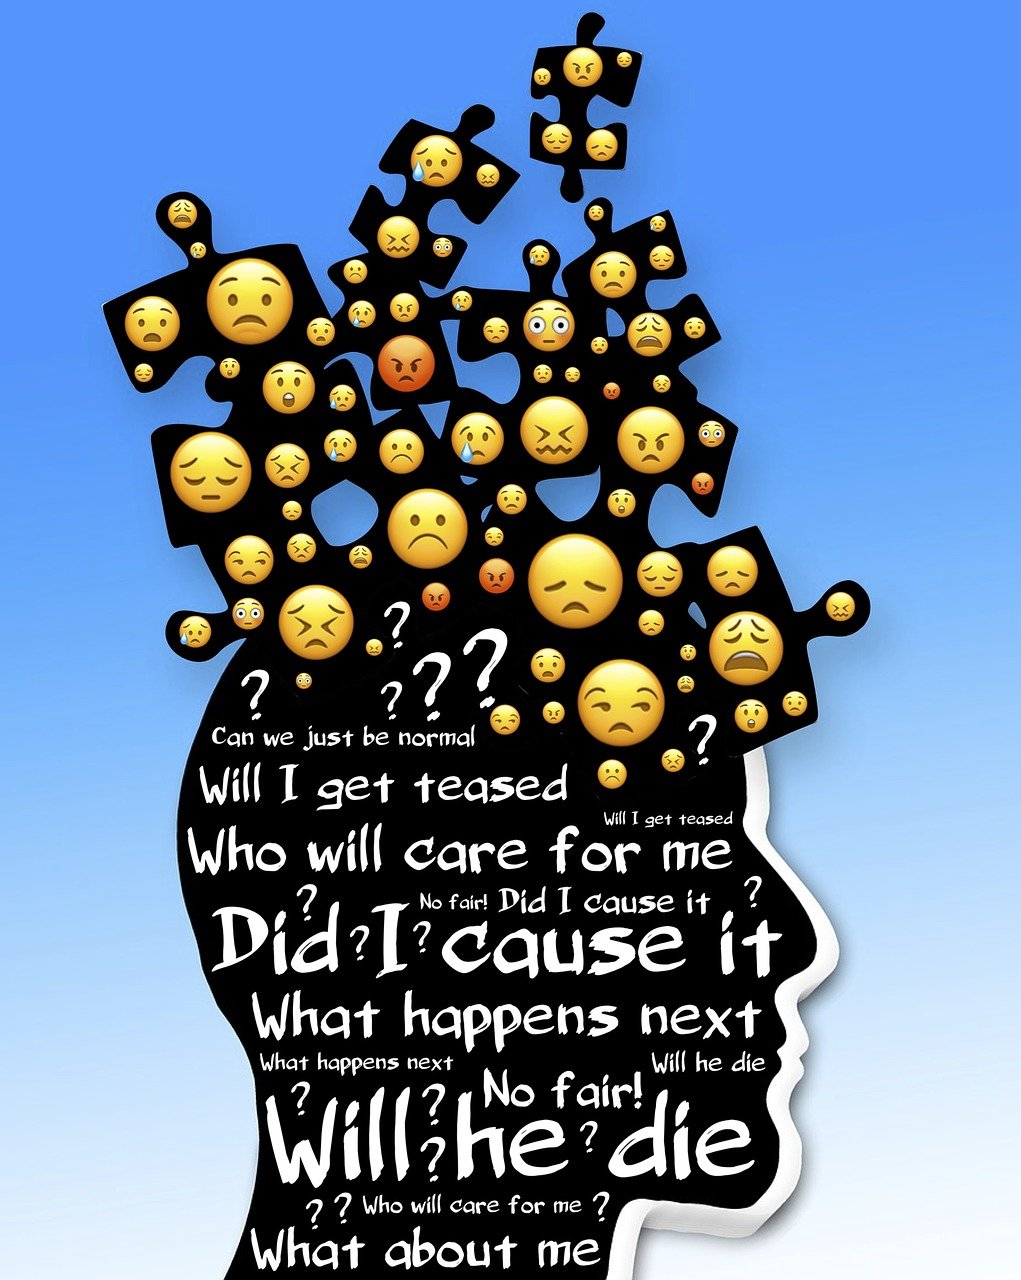 ?
? ? ? ?
?
Can we just be normal
Will I get teased
Will I get teased
Who will care for me
? No fair! Did I cause it ?
Did ? I ? cause it
What happens next
What happens next Will he die
? ? No fair!
Will ? he ? die
? ? Who will care for me ?
What about me